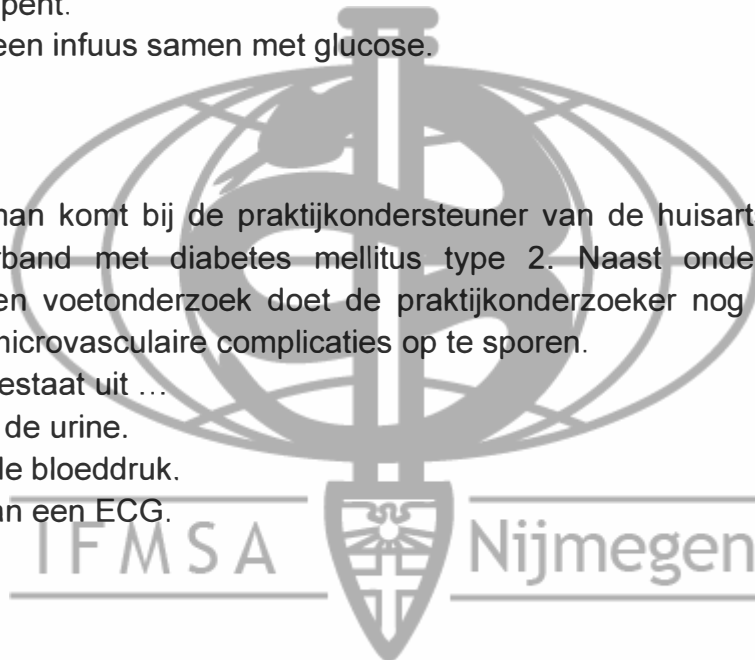 pent.
een infuus samen met glucose.
man komt bij de praktijkondersteuner van de huisart
rband met diabetes mellitus type 2. Naast onde
en voetonderzoek doet de praktijkonderzoeker nog
microvasculaire complicaties op te sporen.
estaat uit ...
de urine.
de bloeddruk.
an een ECG.
IFMSA Nijmegen